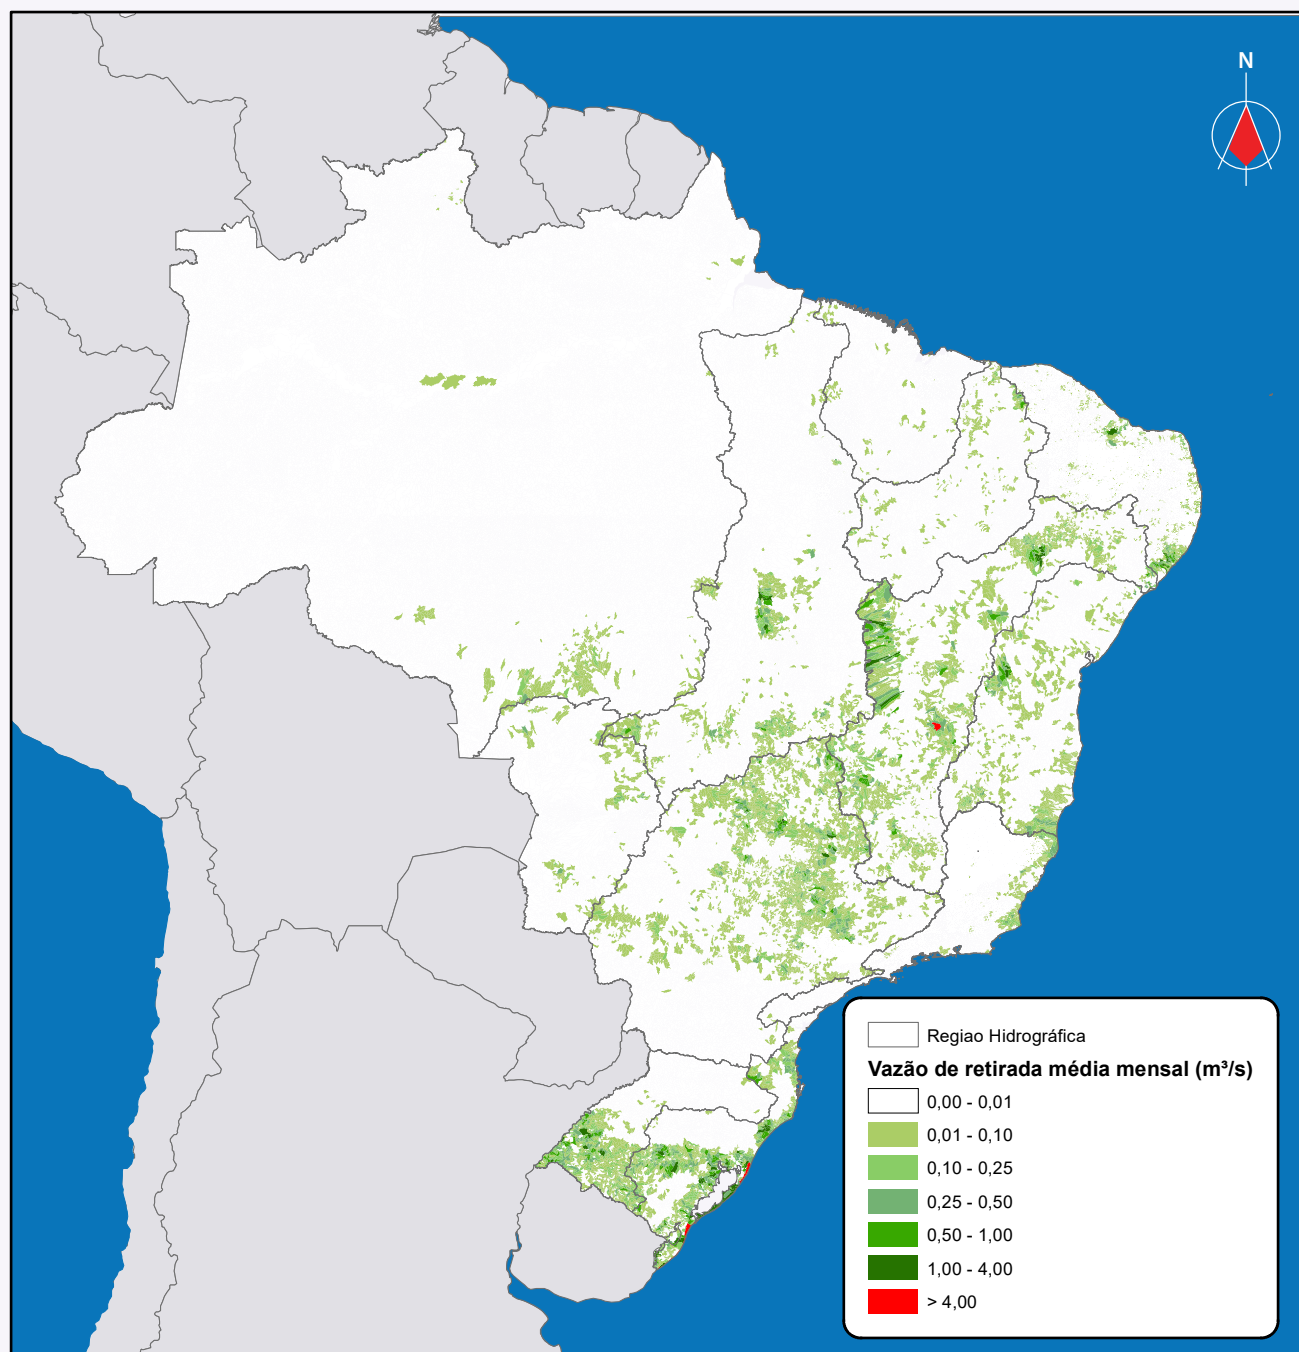 N
Regiao Hidrográfica
Vazão de retirada média mensal (m³/s)
0,00 - 0,01
0,01 - 0,10
0,10 - 0,25
0,25 - 0,50
0,50 - 1,00
1,00 - 4,00
> 4,00